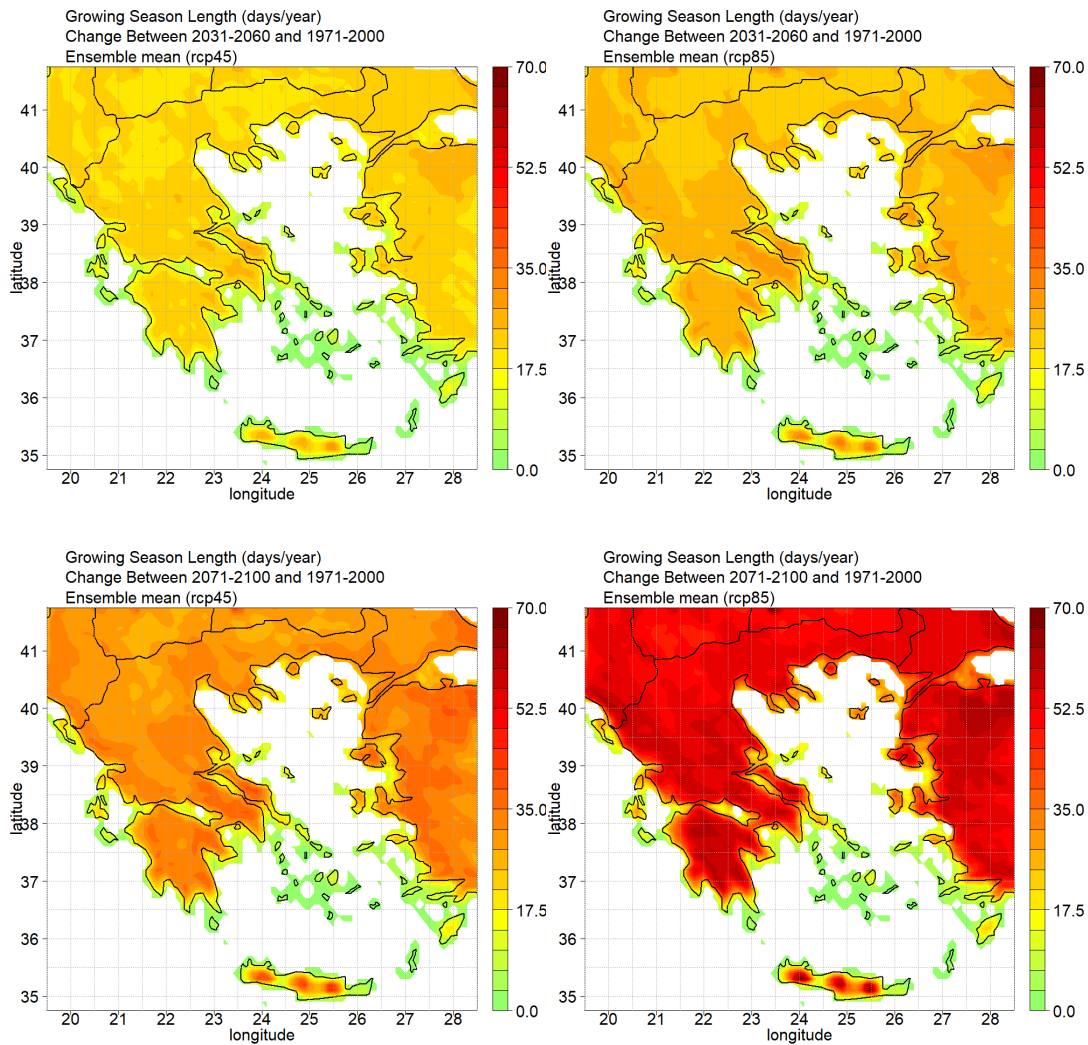 Growing Season Length (days/year)
Change Between 2031-2060 and 1971-2000
Ensemble mean (rcp45)
70.0
52.5
35.0
17.5
0.0
41
40
39
38
37
36
35
latitude
20 21 22 23 24 25 26 27 28
longitude
Growing Season Length (days/year)
Change Between 2031-2060 and 1971-2000
Ensemble mean (rcp85)
70.0
52.5
35.0
17.5
0.0
41
40
39
38
37
36
35
latitude
20 21 22 23 24 25 26 27 28
longitude
Growing Season Length (days/year)
Change Between 2071-2100 and 1971-2000
Ensemble mean (rcp45)
70.0
52.5
35.0
17.5
0.0
41
40
39
38
37
36
35
latitude
20 21 22 23 24 25 26 27 28
longitude
Growing Season Length (days/year)
Change Between 2071-2100 and 1971-2000
Ensemble mean (rcp85)
70.0
52.5
35.0
17.5
0.0
41
40
39
38
37
36
35
latitude
20 21 22 23 24 25 26 27 28
longitude